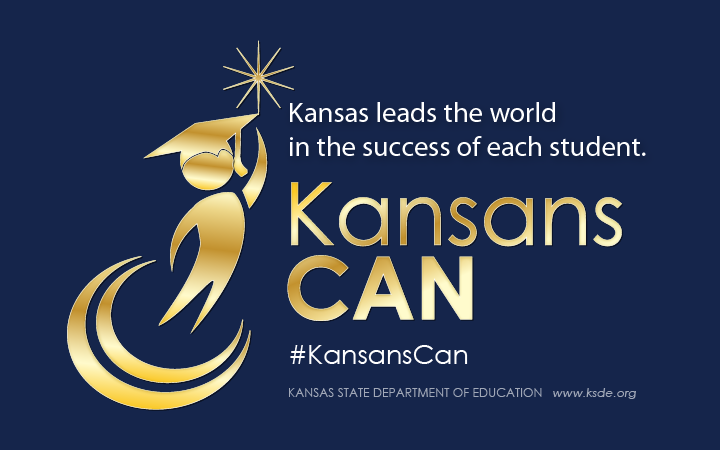 Kansas leads the world
in the success of each student.
Kansans
CAN
#KansansCan
KANSAS STATE DEPARTMENT OF EDUCATION www.ksde.org